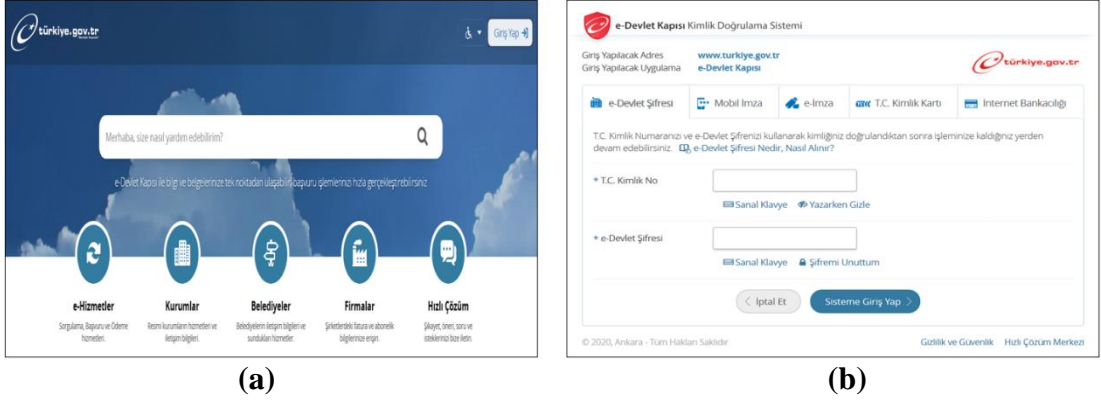 türkiye.gov.tr
Giriş Yap
Merhaba, size nasıl yardım edebilirim?
e-Devlet Kapısı ile bilgi ve belgelerinize tek noktadan ulaşabilir, başvuru işlemlerinizi hızla gerçekleştirebilirsiniz
e-Hizmetler
Kurumlar
Belediyeler
Firmalar
Hızlı Çözüm
Sorgulama, Başvuru ve Ödeme
hizmetleri.
Resmi kurumların hizmetleri ve
iletişim bilgileri.
Belediyelerin iletişim bilgileri ve
sundukları hizmetler.
Şirketlerdeki fatura ve abonelik
bilgilerinize erişin.
Şikayet, öneri, soru ve
isteklerinizi bize iletin.
(a)
e-Devlet Kapısı Kimlik Doğrulama Sistemi
Giriş Yapılacak Adres www.turkiye.gov.tr
Giriş Yapılacak Uygulama e-Devlet Kapısı
türkiye.gov.tr
e-Devlet Şifresi Mobil İmza e-İmza T.C. Kimlik Kartı İnternet Bankacılığı
T.C. Kimlik Numaranızı ve e-Devlet Şifrenizi kullanarak kimliğiniz doğrulandıktan sonra işleminize kaldığınız yerden
devam edebilirsiniz. e-Devlet Şifresi Nedir, Nasıl Alınır?
* T.C. Kimlik No
Sanal Klavye Yazarken Gizle
* e-Devlet Şifresi
Sanal Klavye Şifremi Unuttum
İptal Et Sisteme Giriş Yap
© 2020, Ankara - Tüm Hakları Saklıdır Gizlilik ve Güvenlik Hızlı Çözüm Merkezi
(b)